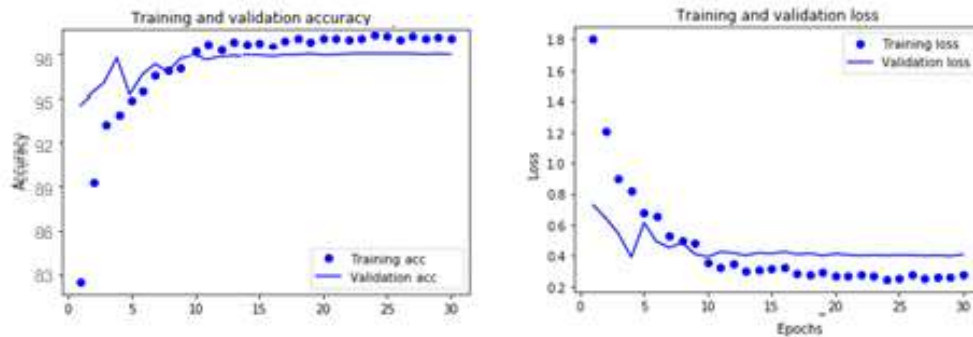 Training and validation accuracy
Accuracy
98
95
92
89
86
83
0 5 10 15 20 25 30
Training acc
Validation acc
Training and validation loss
Loss
1.8
1.6
1.4
1.2
1.0
0.8
0.6
0.4
0.2
0 5 10 15 20 25 30
Epochs
Training loss
Validation loss